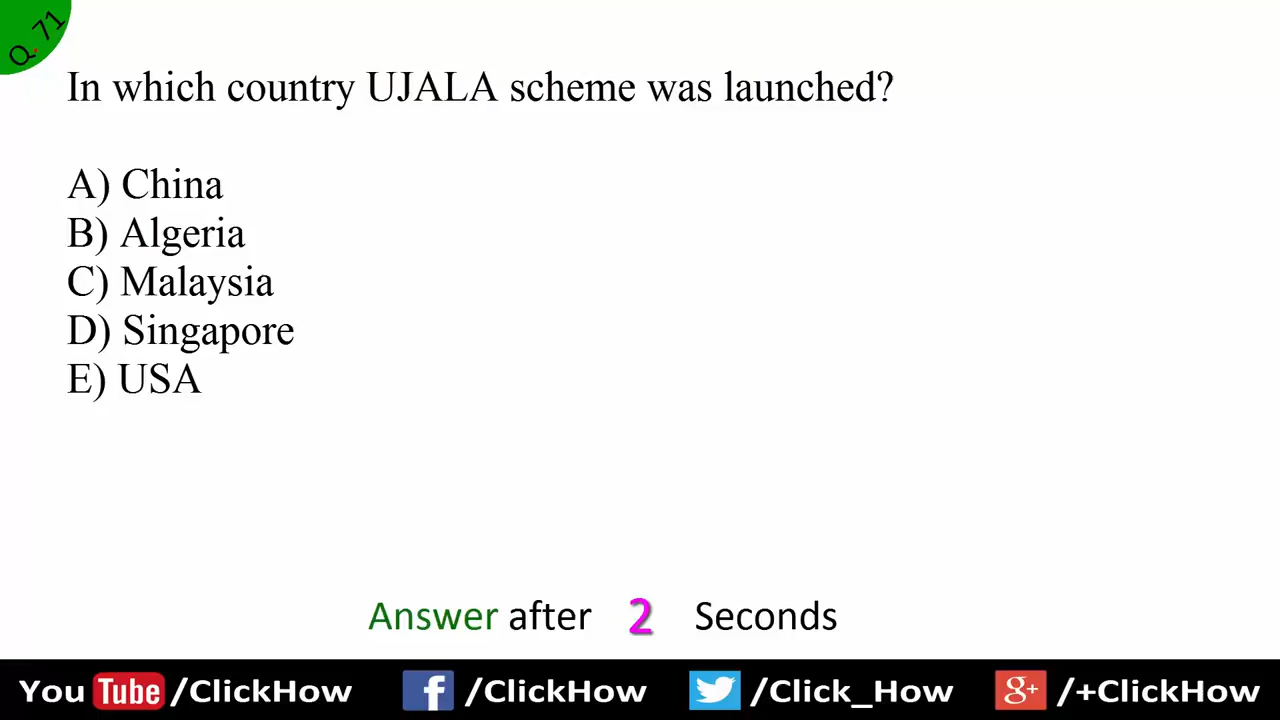 Q.71
In which country UJALA scheme was launched?
A) China
B) Algeria
C) Malaysia
D) Singapore
E) USA
Answer after 2 Seconds
You Tube /ClickHow f /ClickHow /Click_How g+ /+ClickHow